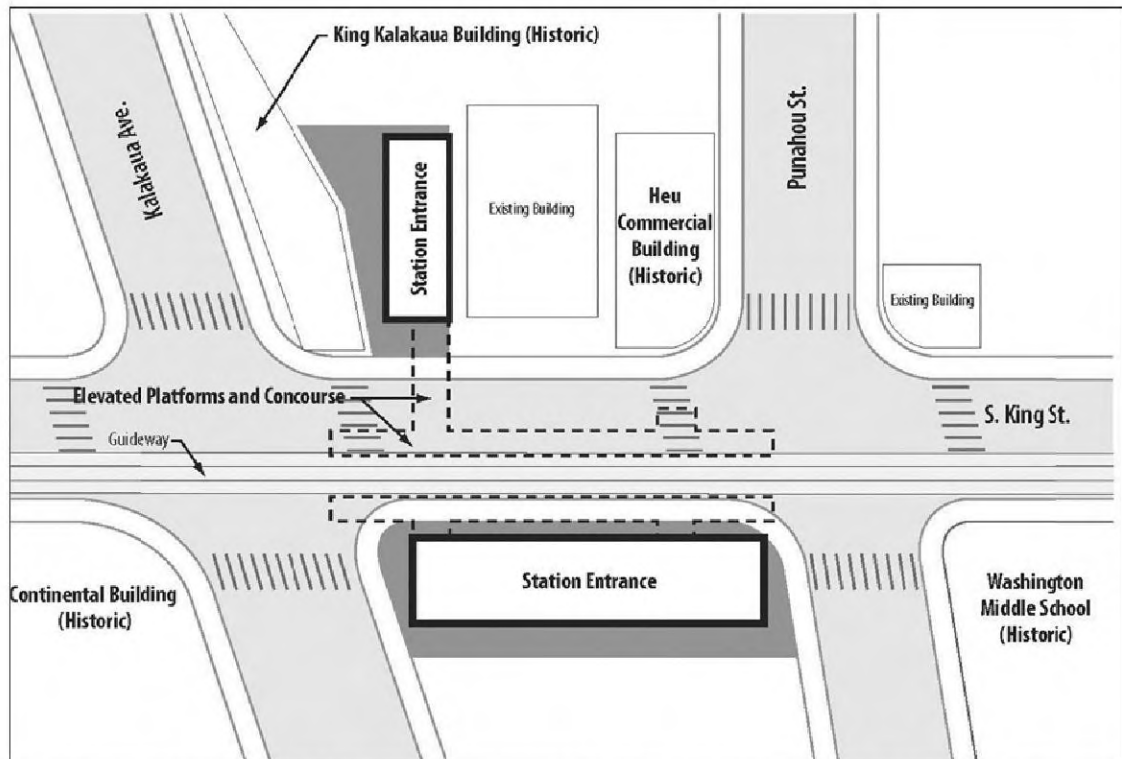 King Kalakaua Building (Historic)
Kalakaua Ave.
Station Entrance
Existing Building
Heu
Commercial
Building
(Historic)
Punahou St.
Existing Building
Elevated Platforms and Concourse
S. King St.
Guideway
Continental Building
(Historic)
Station Entrance
Washington
Middle School
(Historic)